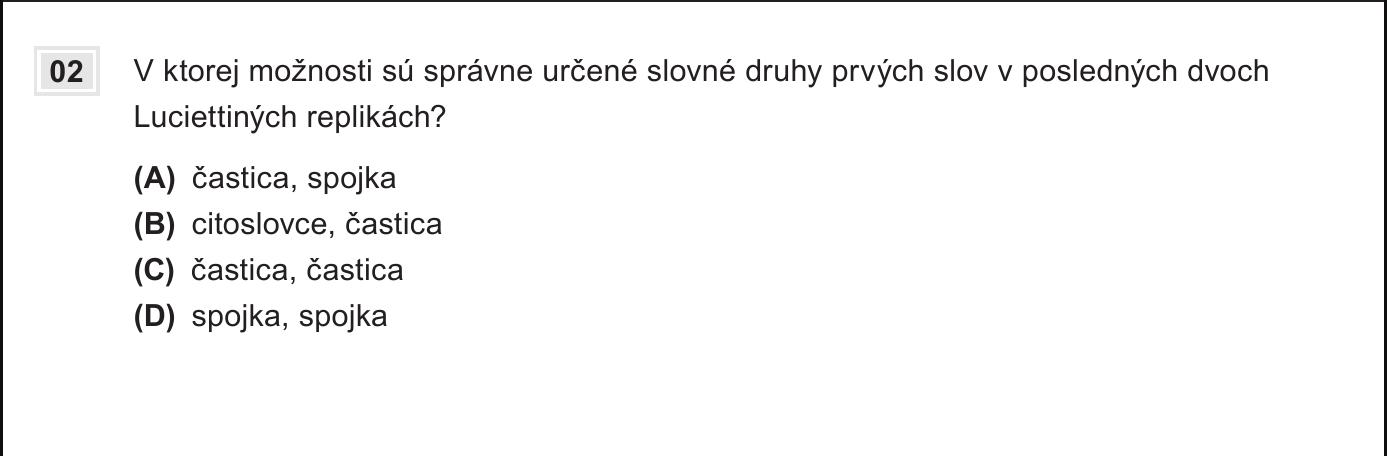 02 V ktorej možnosti sú správne určené slovné druhy prvých slov v posledných dvoch
Luciettiných replikách?
(A) častica, spojka
(B) citoslovce, častica
(C) častica, častica
(D) spojka, spojka